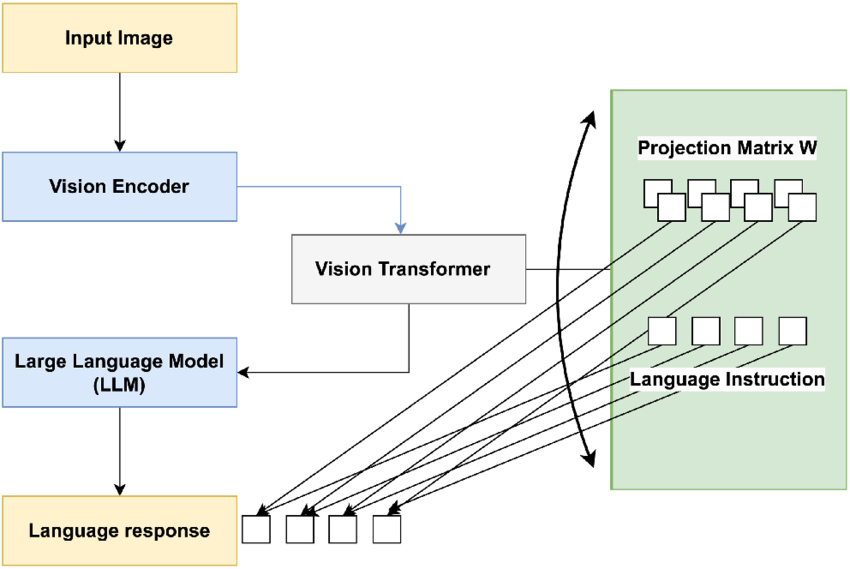 Input Image
Projection Matrix W
Vision Encoder
Vision Transformer
Large Language Model
(LLM)
Language Instruction
Language response